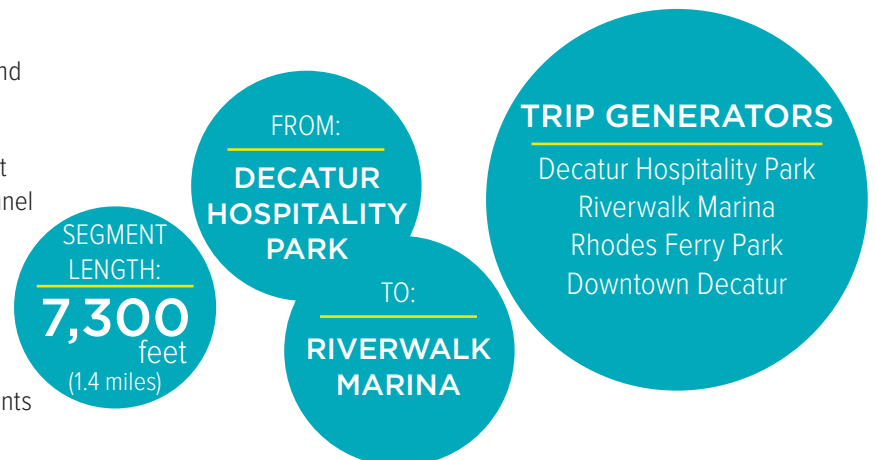 SEGMENT
LENGTH:
7,300
feet
(1.4 miles)
FROM:
DECATUR
HOSPITALITY
PARK
TO:
RIVERWALK
MARINA
TRIP GENERATORS
Decatur Hospitality Park
Riverwalk Marina
Rhodes Ferry Park
Downtown Decatur